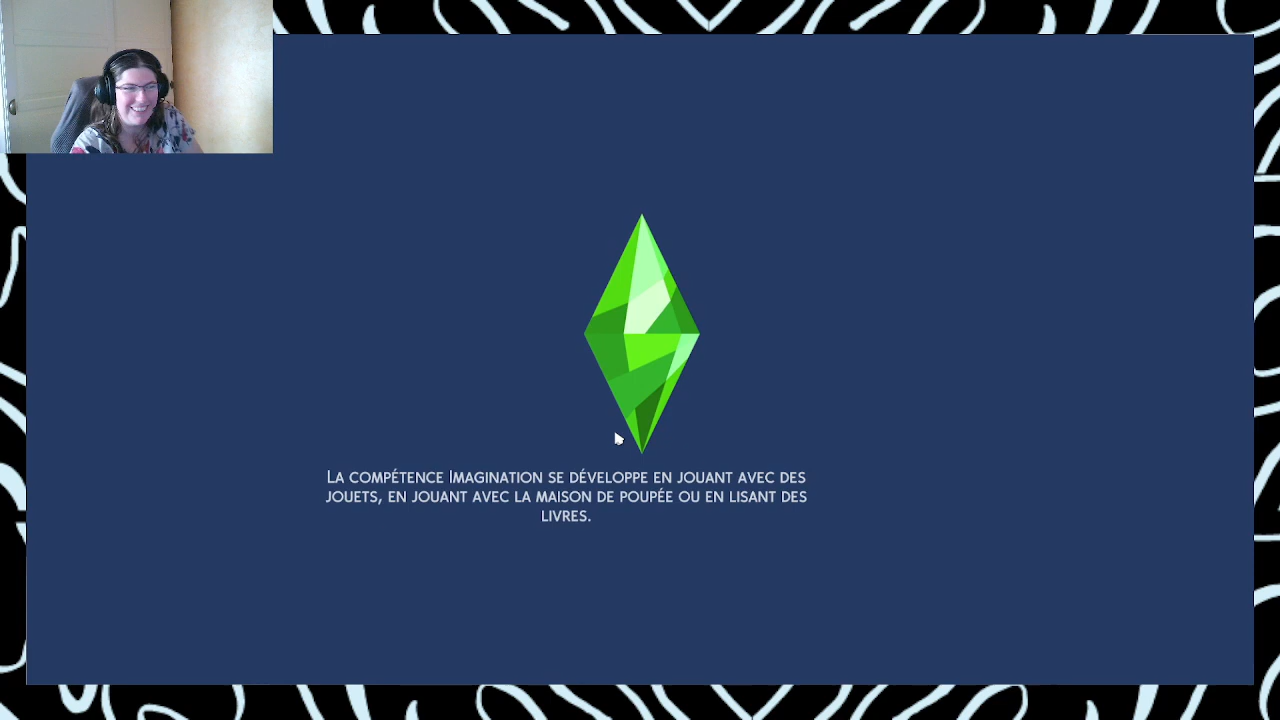 La compétence Imagination se développe en jouant avec des
jouets, en jouant avec la maison de poupée ou en lisant des
livres.